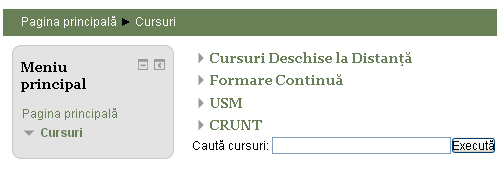 Pagina principală ► Cursuri
Meniu
principal
Pagina principală
Cursuri
Cursuri Deschise la Distanță
Formare Continuă
USM
CRUNT
Caută cursuri:
Execută